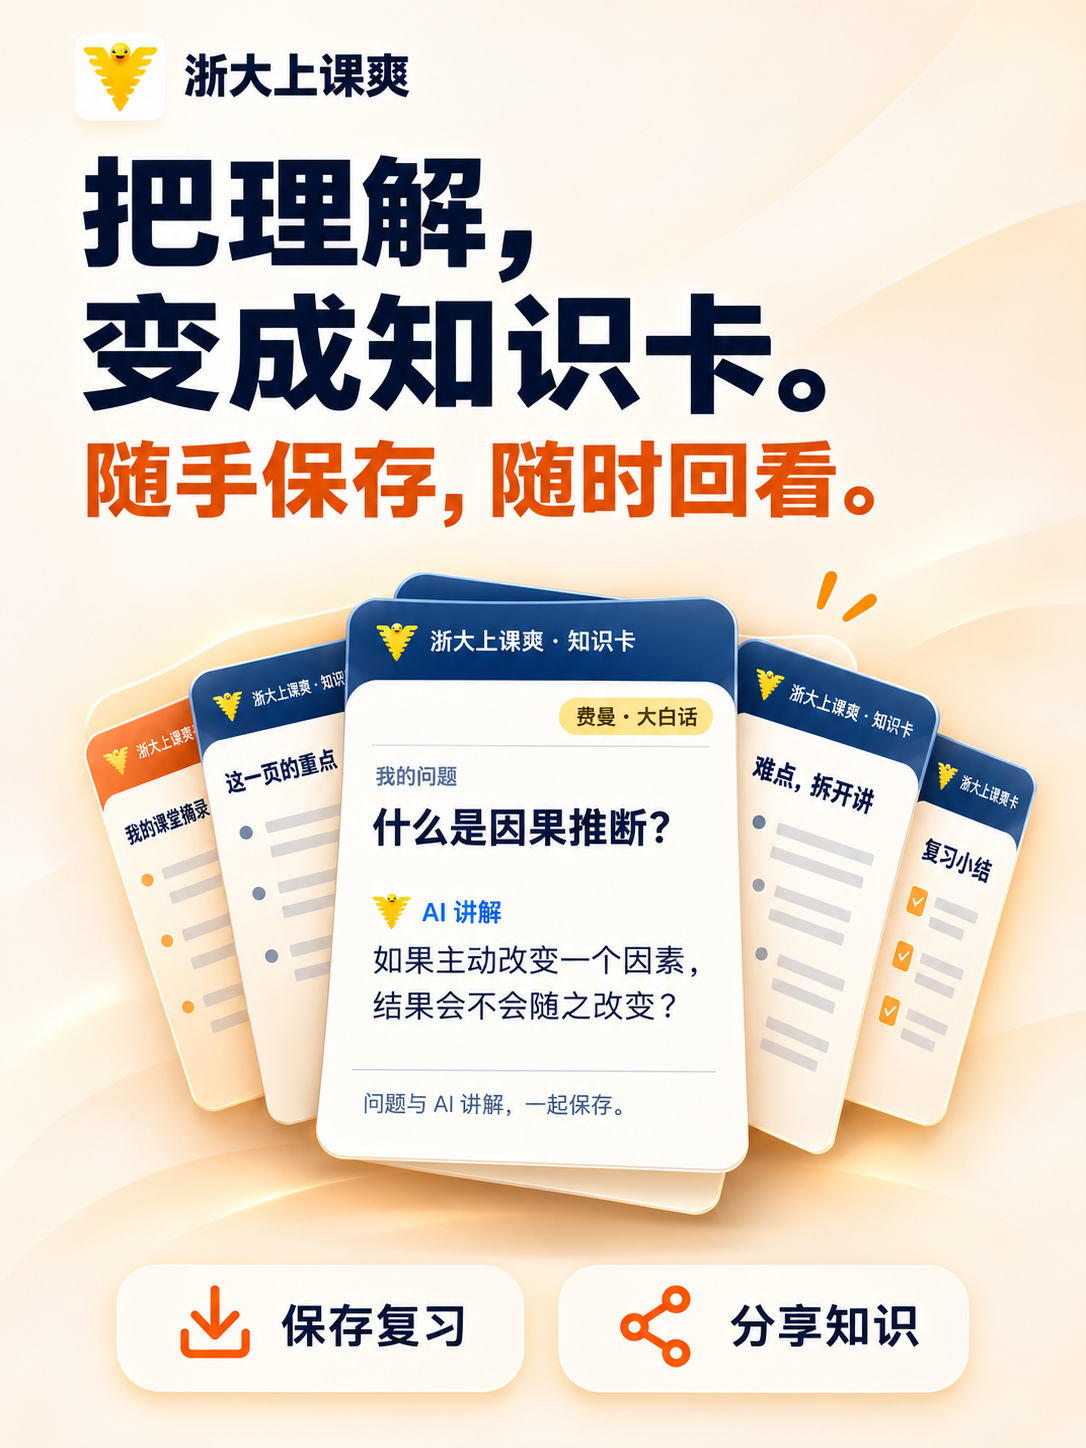 浙大上课爽
把理解，
变成知识卡。
随手保存，随时回看。
浙大上课爽
我的课堂摘录
浙大上课爽·知识
这一页的重点
浙大上课爽·知识卡
费曼·大白话
我的问题
什么是因果推断？
AI 讲解
如果主动改变一个因素，
结果会不会随之改变？
问题与 AI 讲解，一起保存。
浙大上课爽·知识卡
难点，拆开讲
浙大上课爽·知识卡
复习小结
保存复习
分享知识